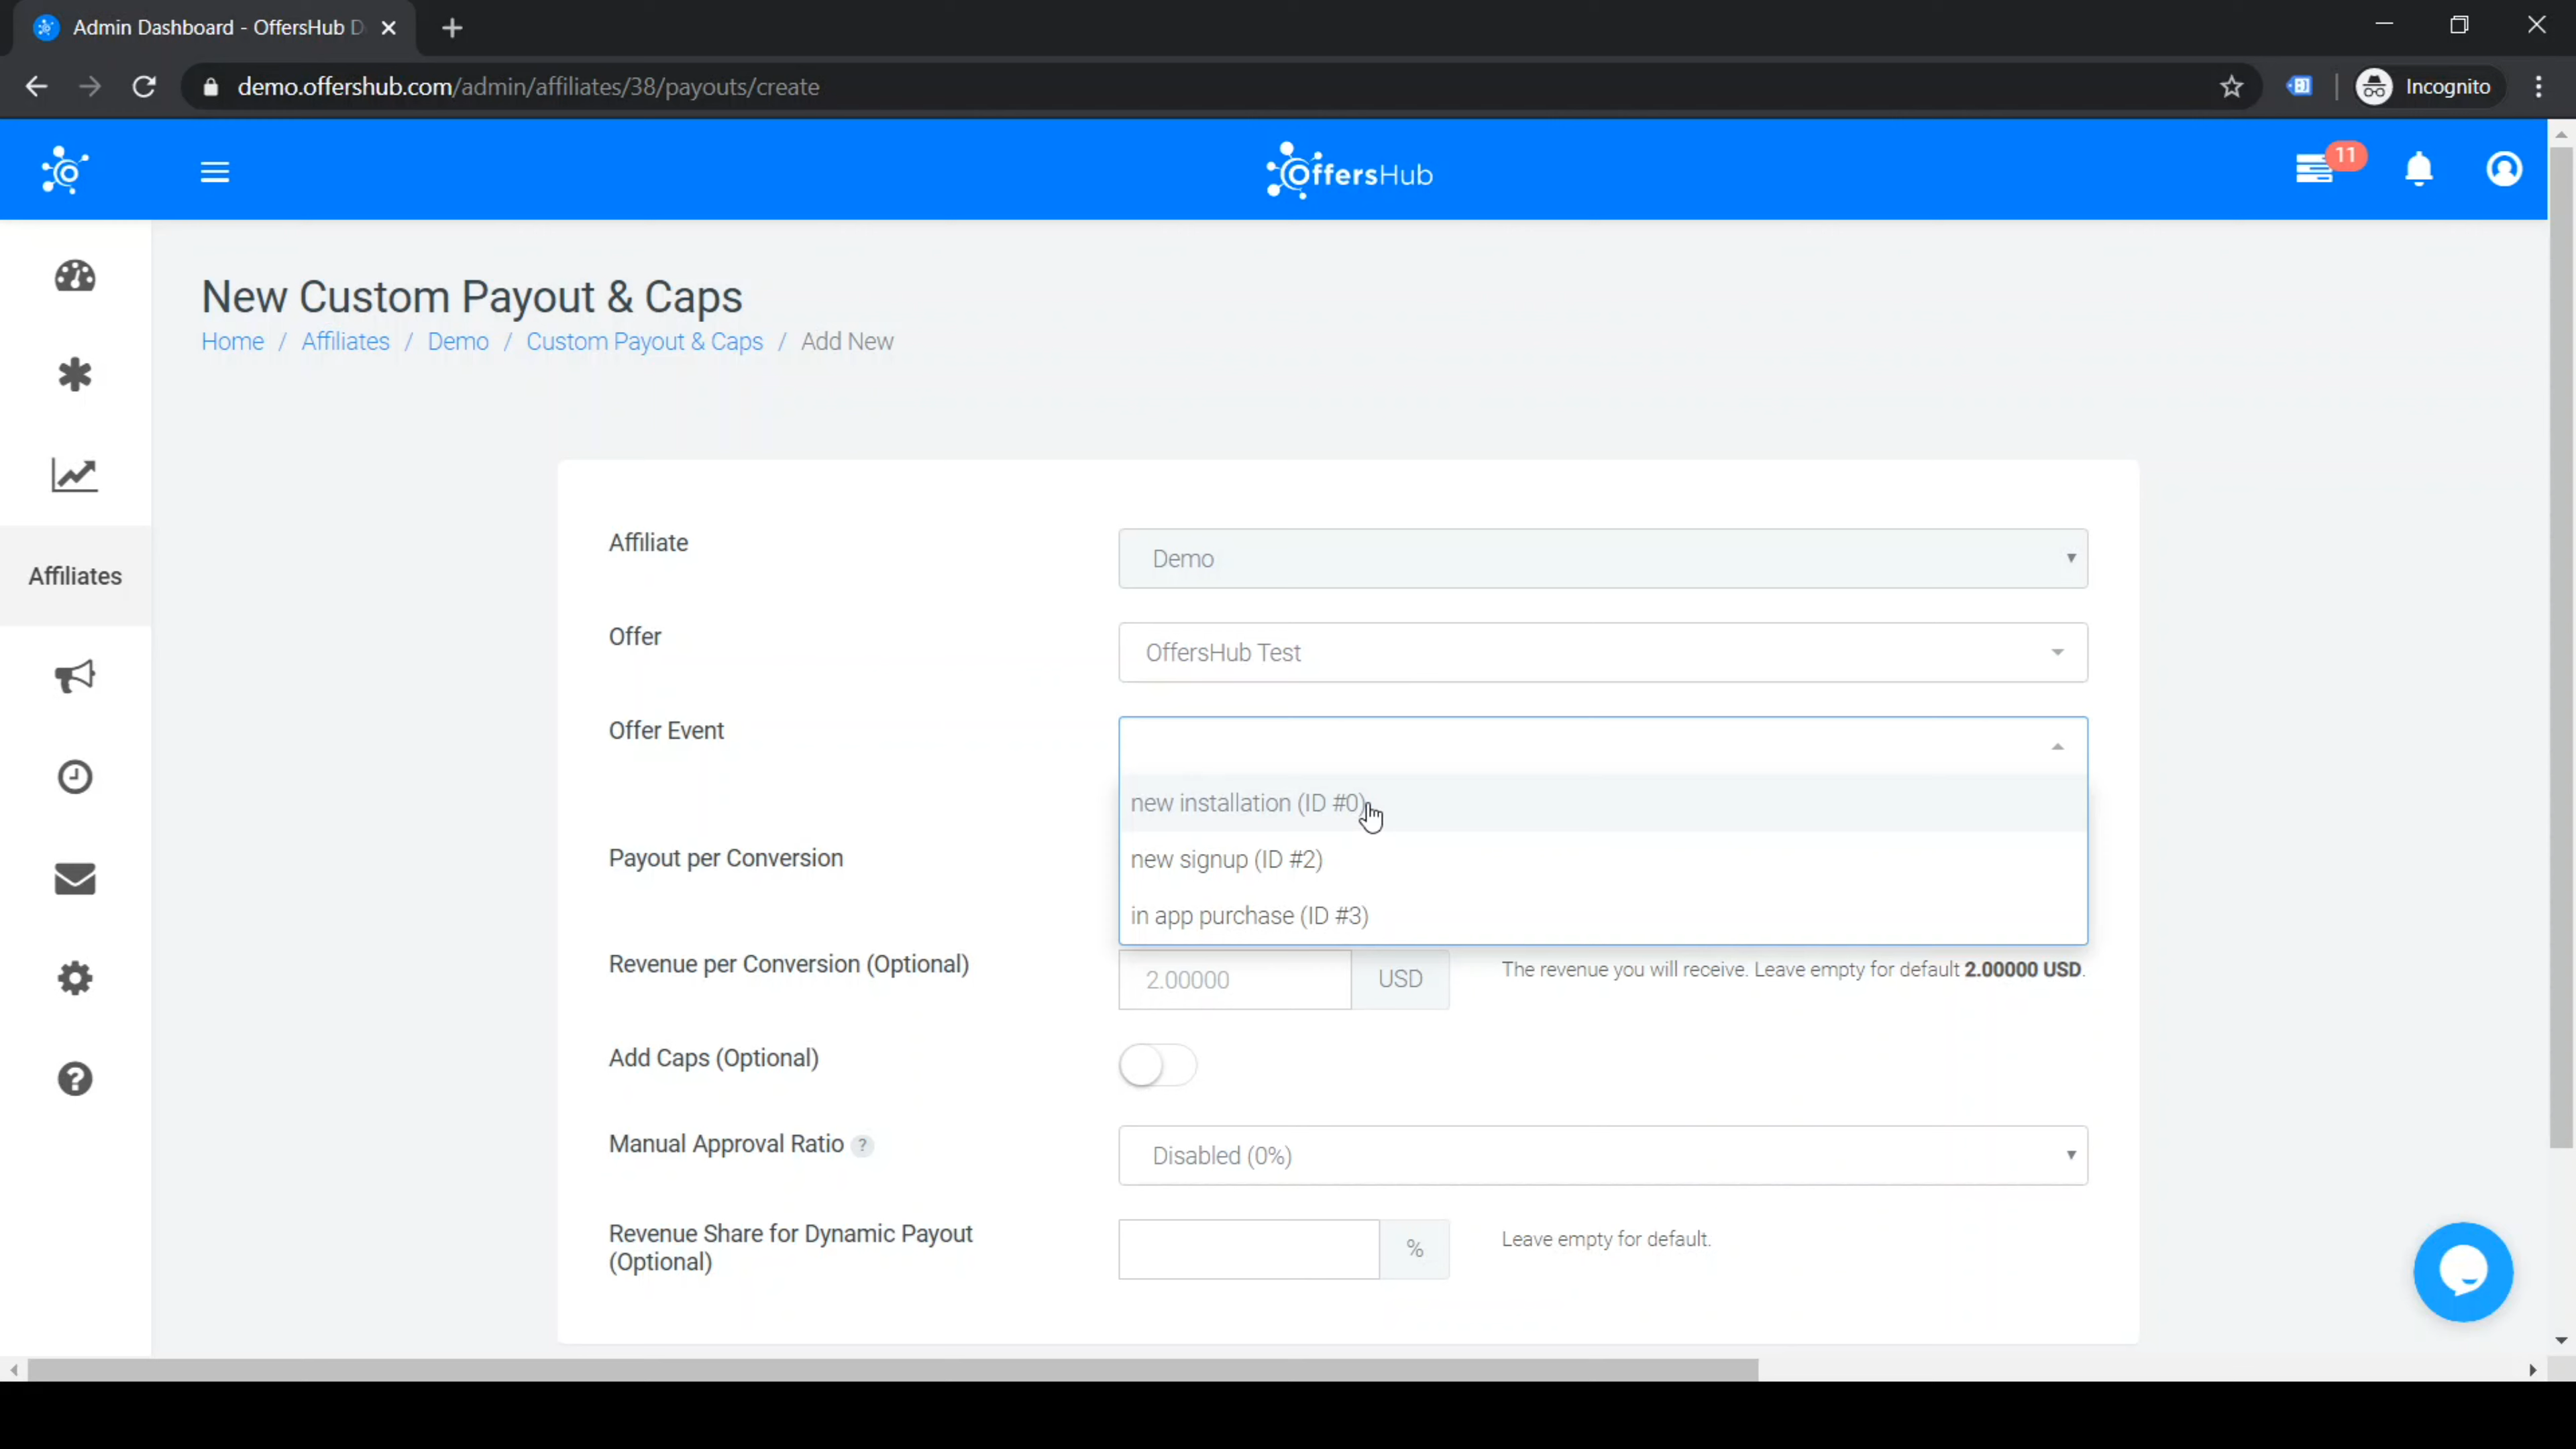 Admin Dashboard - OffersHub D
demo.offershub.com/admin/affiliates/38/payouts/create
Incognito
OffersHub
11
New Custom Payout & Caps
Home / Affiliates / Demo / Custom Payout & Caps / Add New
Affiliates
Affiliate
Demo
Offer
OffersHub Test
Offer Event
new installation (ID #0)
new signup (ID #2)
in app purchase (ID #3)
Payout per Conversion
Revenue per Conversion (Optional)
2.00000 USD
The revenue you will receive. Leave empty for default 2.00000 USD.
Add Caps (Optional)
Manual Approval Ratio ?
Disabled (0%)
Revenue Share for Dynamic Payout
(Optional)
%
Leave empty for default.